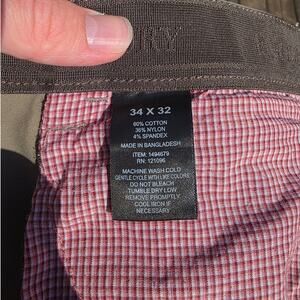 RY
34 X 32
60% COTTON
36% NYLON
4% SPANDEX
MADE IN BANGLADESH
ITEM: 1494679
RN: 121096
MACHINE WASH COLD
GENTLE CYCLE WITH LIKE COLORS
DO NOT BLEACH
TUMBLE DRY LOW
REMOVE PROMPTLY
COOL IRON IF
NECESSARY